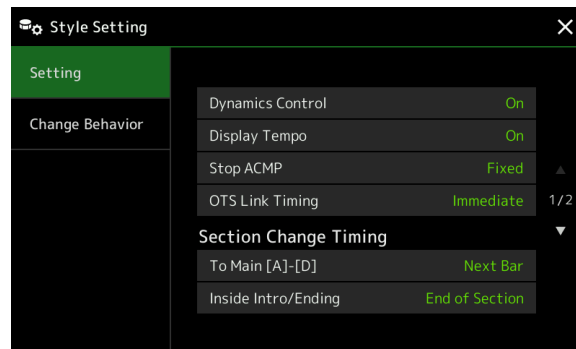 Style Setting
Setting
Change Behavior
Dynamics Control On
Display Tempo On
Stop ACMP Fixed
OTS Link Timing Immediate
1/2
Section Change Timing
To Main [A]-[D] Next Bar
Inside Intro/Ending End of Section